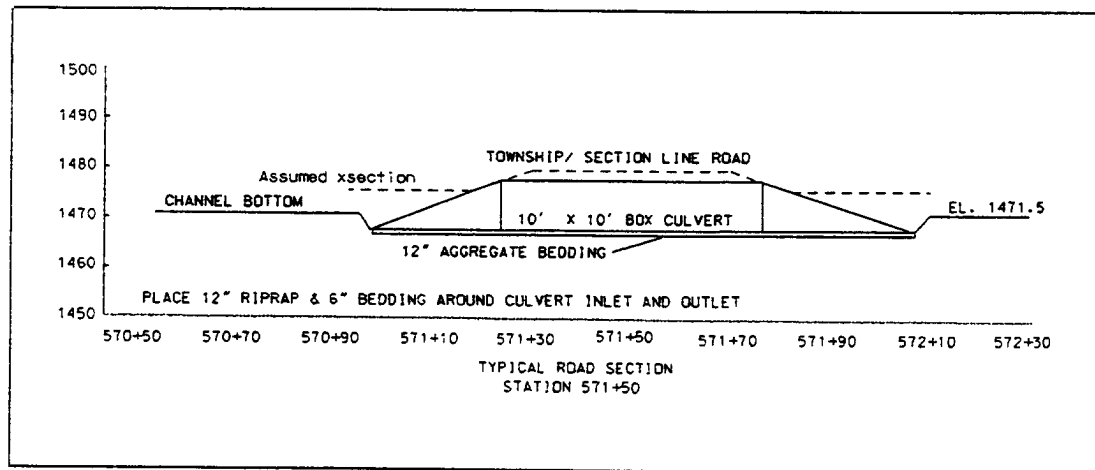 1500
1490
1480
1470
1460
1450
TOWNSHIP/ SECTION LINE ROAD
Assumed xsection
CHANNEL BOTTOM
EL. 1471.5
10' X 10' BOX CULVERT
12" AGGREGATE BEDDING
PLACE 12" RIPRAP & 6" BEDDING AROUND CULVERT INLET AND OUTLET
570+50 570+70 570+90 571+10 571+30 571+50 571+70 571+90 572+10 572+30
TYPICAL ROAD SECTION
STATION 571+50